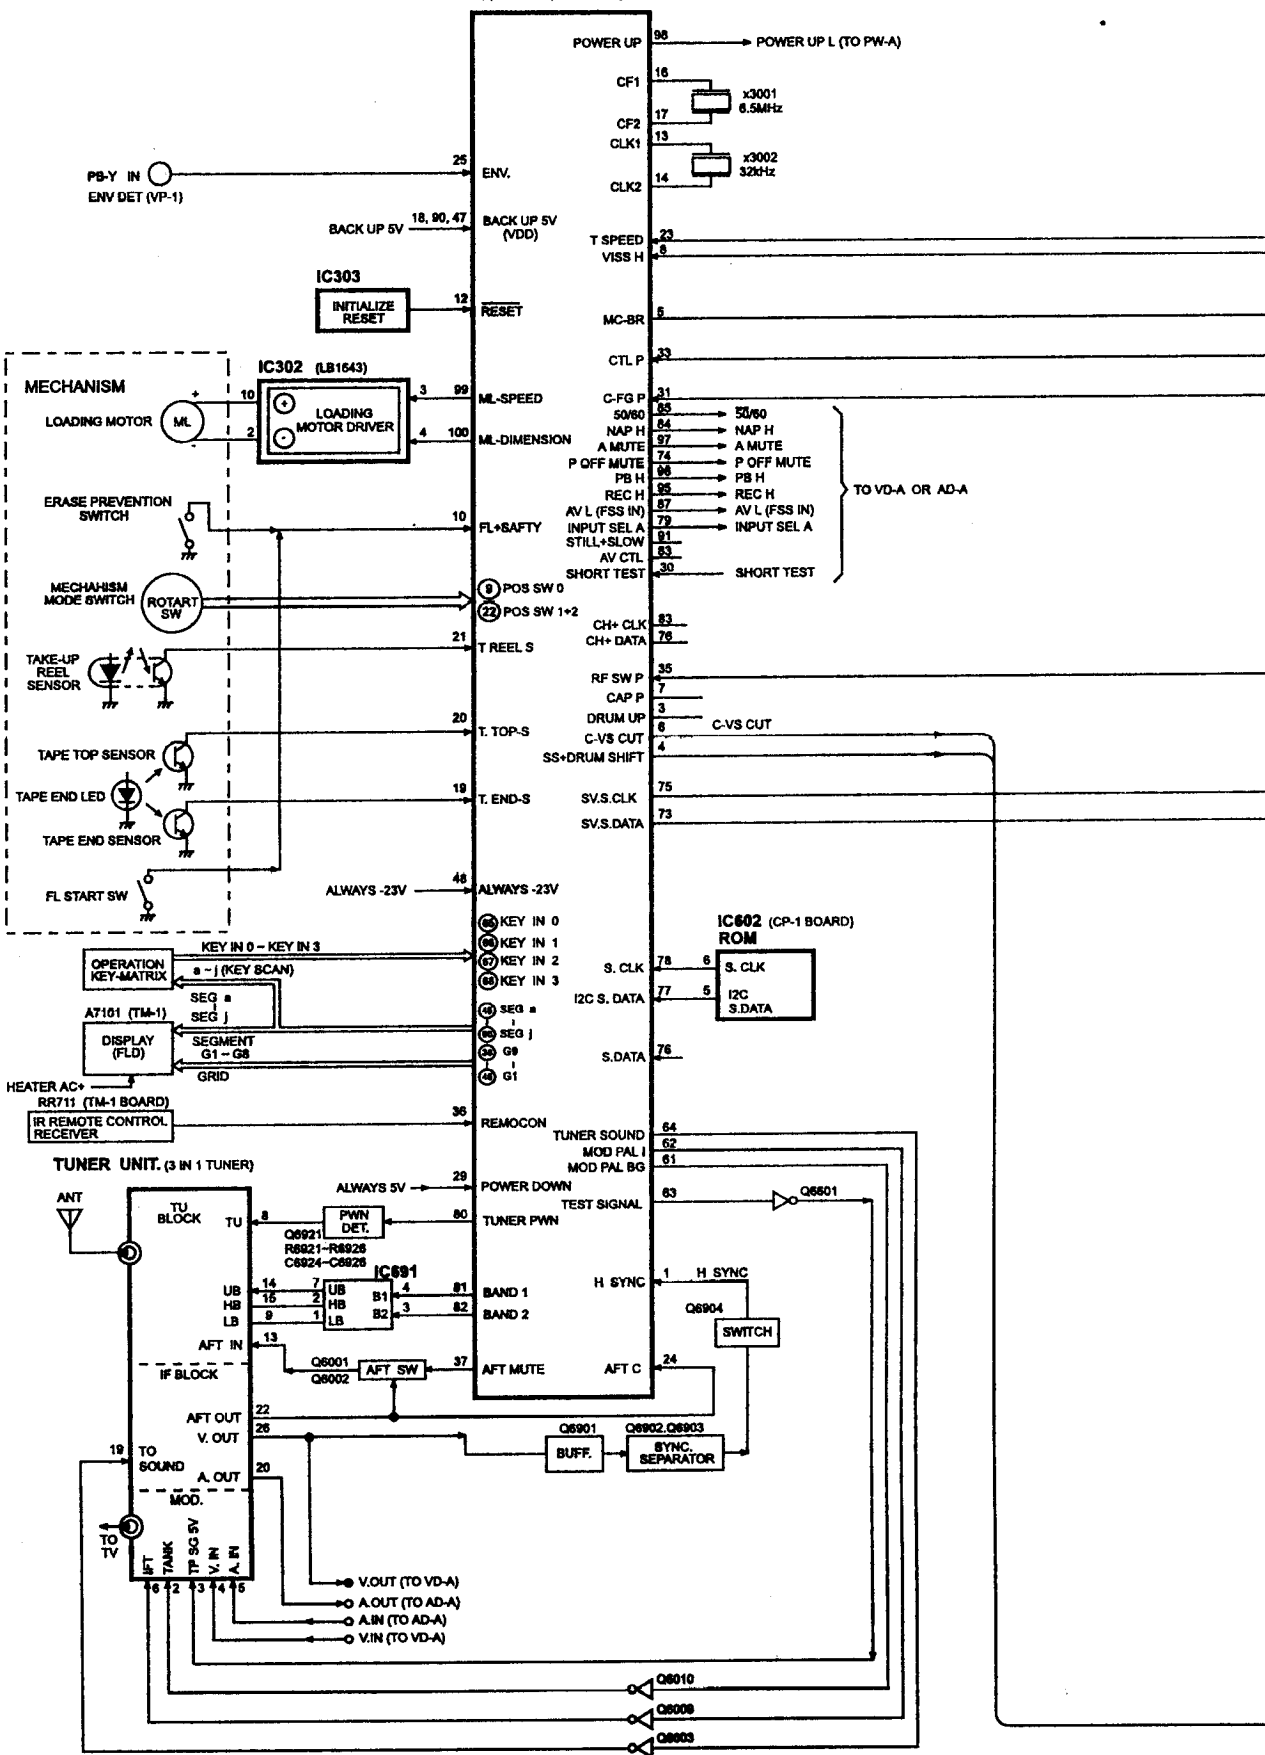 POWER UP
98
POWER UP L (TO PW-A)
CF1
16
x3001
6.5MHz
CF2
17
CLK1
13
x3002
32kHz
CLK2
14
PB-Y IN
ENV DET (VP-1)
25
ENV.
BACK UP 5V
18, 90, 47
BACK UP 5V
(VDD)
T SPEED
23
VISS H
8
IC303
INITIALIZE
RESET
12
RESET
MC-BR
5
CTL P
33
C-FG P
31
MECHANISM
LOADING MOTOR
+
ML
-
IC302 (LB1643)
10
+
2
-
LOADING
MOTOR DRIVER
3
99
ML-SPEED
4
100
ML-DIMENSION
50/60
85
50/60
NAP H
84
NAP H
A MUTE
97
A MUTE
P OFF MUTE
74
P OFF MUTE
PB H
96
PB H
REC H
95
REC H
AV L (FSS IN)
87
AV L (FSS IN)
INPUT SEL A
79
INPUT SEL A
STILL+SLOW
91
AV CTL
53
SHORT TEST
30
SHORT TEST
TO VD-A OR AD-A
ERASE PREVENTION
SWITCH
10
FL+SAFTY
MECHAHISM
MODE SWITCH
ROTART
SW
9 POS SW 0
22 POS SW 1+2
CH+ CLK
83
CH+ DATA
76
TAKE-UP
REEL
SENSOR
21
T REEL S
RF SW P
35
CAP P
7
DRUM UP
3
C-VS CUT
6
C-VS CUT
SS+DRUM SHIFT
4
TAPE TOP SENSOR
20
T. TOP-S
TAPE END LED
19
T. END-S
TAPE END SENSOR
SV.S.CLK
75
SV.S.DATA
73
FL START SW
ALWAYS -23V
48
ALWAYS -23V
KEY IN 0
KEY IN 1
67 KEY IN 2
KEY IN 3
OPERATION
KEY-MATRIX
KEY IN 0 ~ KEY IN 3
a ~ j (KEY SCAN)
SEG a
SEG j
SEG a
SEG j
G9
G1
IC602 (CP-1 BOARD)
ROM
S. CLK
78
6
S. CLK
I2C S. DATA
77
5
I2C
S.DATA
S.DATA
76
A7101 (TM-1)
DISPLAY
(FLD)
SEGMENT
G1 ~ G8
GRID
HEATER AC+
RR711 (TM-1 BOARD)
IR REMOTE CONTROL
RECEIVER
36
REMOCON
TUNER SOUND
64
MOD PAL I
62
MOD PAL BG
61
TEST SIGNAL
63
Q6601
TUNER UNIT. (3 IN 1 TUNER)
ANT
TU
BLOCK
TU
8
PWN
DET.
Q6921
R6921~R6926
C6924~C6926
ALWAYS 5V
29
POWER DOWN
80
TUNER PWN
IC691
UB
14
7
UB
HB
15
2
HB
LB
9
1
LB
B1
4
81
BAND 1
B2
3
82
BAND 2
AFT IN
13
Q6001
Q6002
AFT SW
37
AFT MUTE
H SYNC
1
H SYNC
Q6904
SWITCH
AFT C
24
IF BLOCK
AFT OUT
22
V. OUT
26
19
TO
SOUND
A. OUT
20
Q6901
BUFF.
Q6902.Q6903
SYNC.
SEPARATOR
MOD.
TO
TV
IFT
TANK
TP SG 5V
V. IN
A. IN
6
2
3
4
5
V.OUT (TO VD-A)
A.OUT (TO AD-A)
A.IN (TO AD-A)
V.IN (TO VD-A)
Q6010
Q6009
Q6003